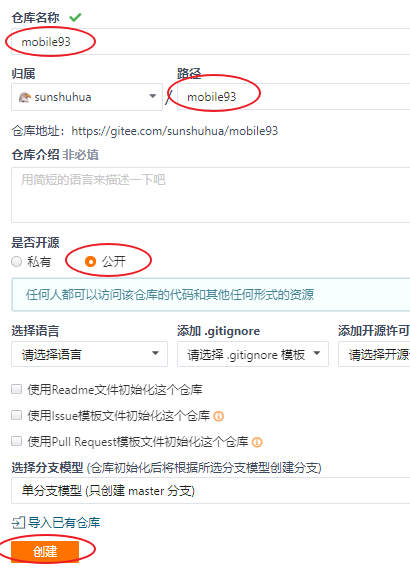 仓库名称
mobile93
归属 路径
sunshuhua / mobile93
仓库地址：https://gitee.com/sunshuhua/mobile93
仓库介绍 非必填
用简短的语言来描述一下吧
是否开源
私有 公开
任何人都可以访问该仓库的代码和其他任何形式的资源
选择语言 添加 .gitignore 添加开源许可
请选择语言 请选择 .gitignore 模板 请选择开源
使用Readme文件初始化这个仓库
使用Issue模板文件初始化这个仓库
使用Pull Request模板文件初始化这个仓库
选择分支模型 (仓库初始化后将根据所选分支模型创建分支)
单分支模型 (只创建 master 分支)
导入已有仓库
创建